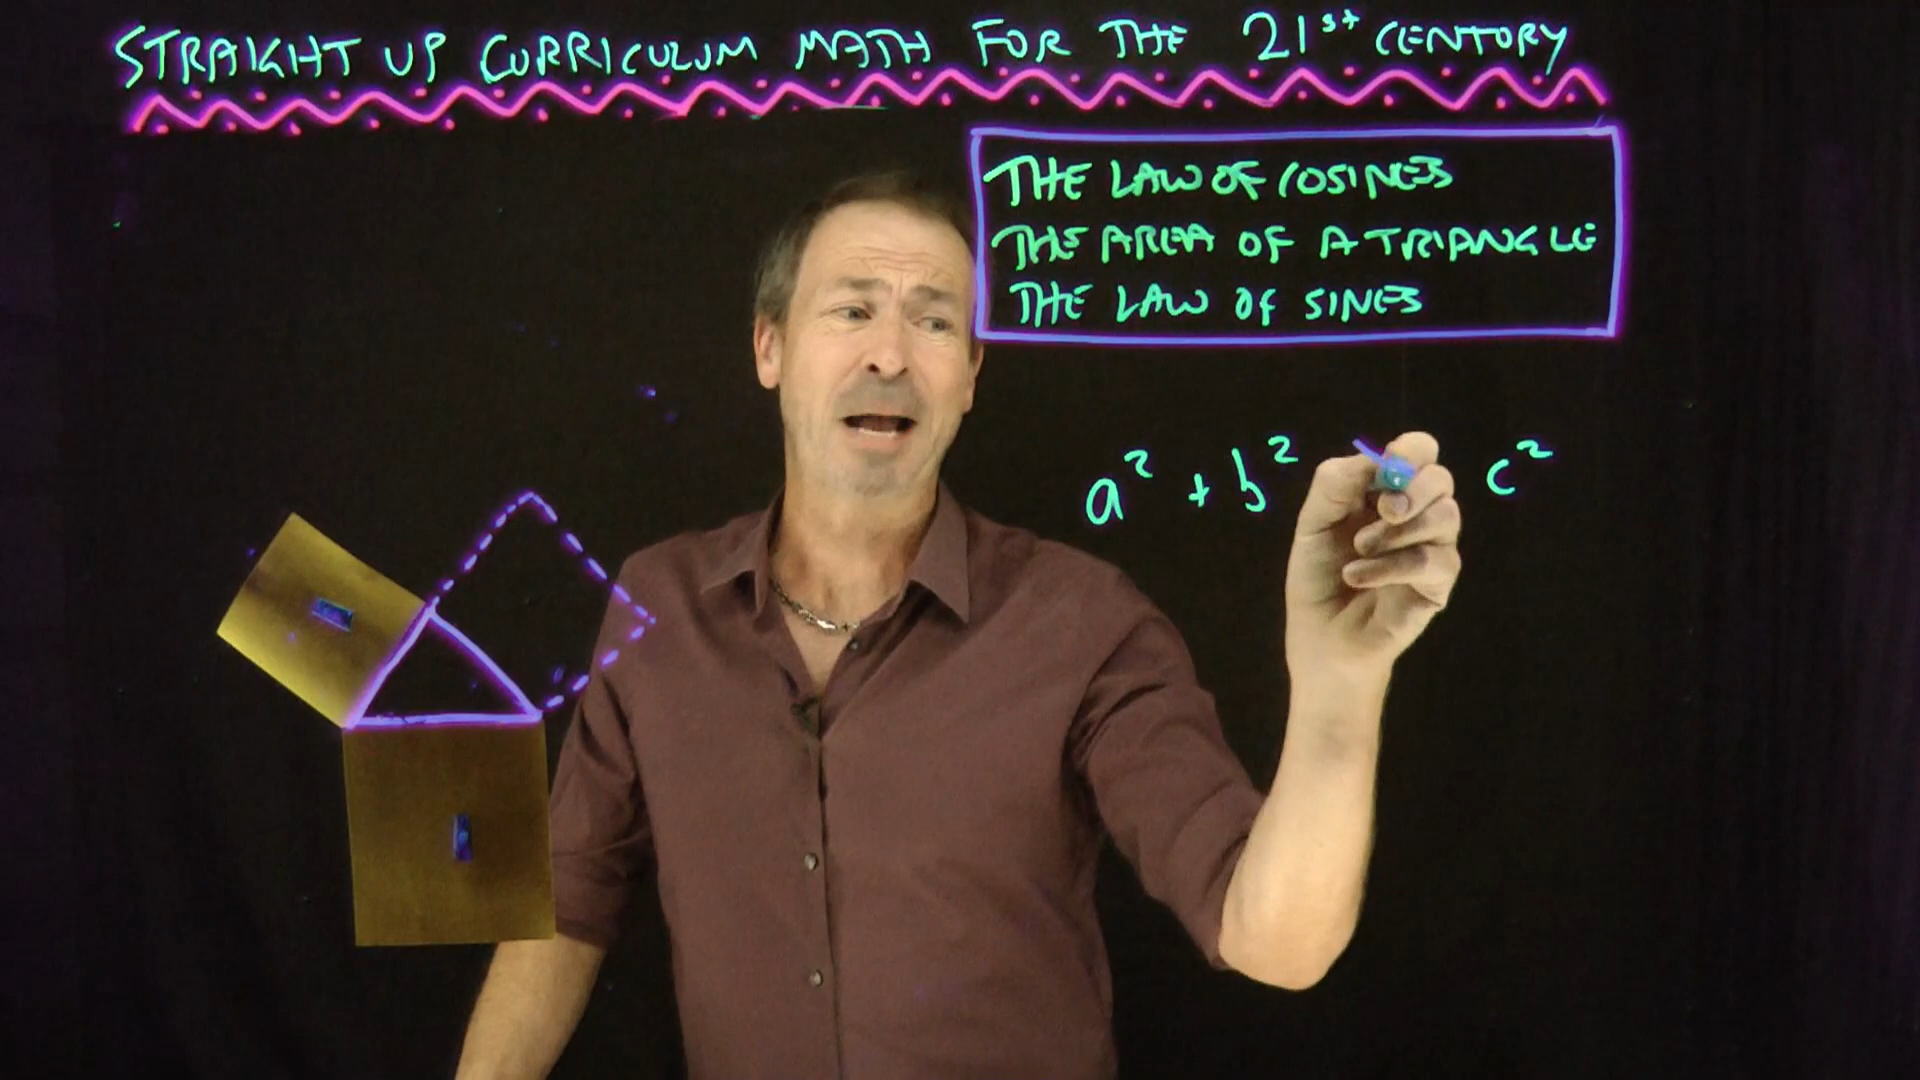 STRAIGHT UP CURRICULUM MATH FOR THE 21st CENTURY
THE LAW OF COSINES
THE AREA OF A TRIANGLE
THE LAW OF SINES
a² + b² c²